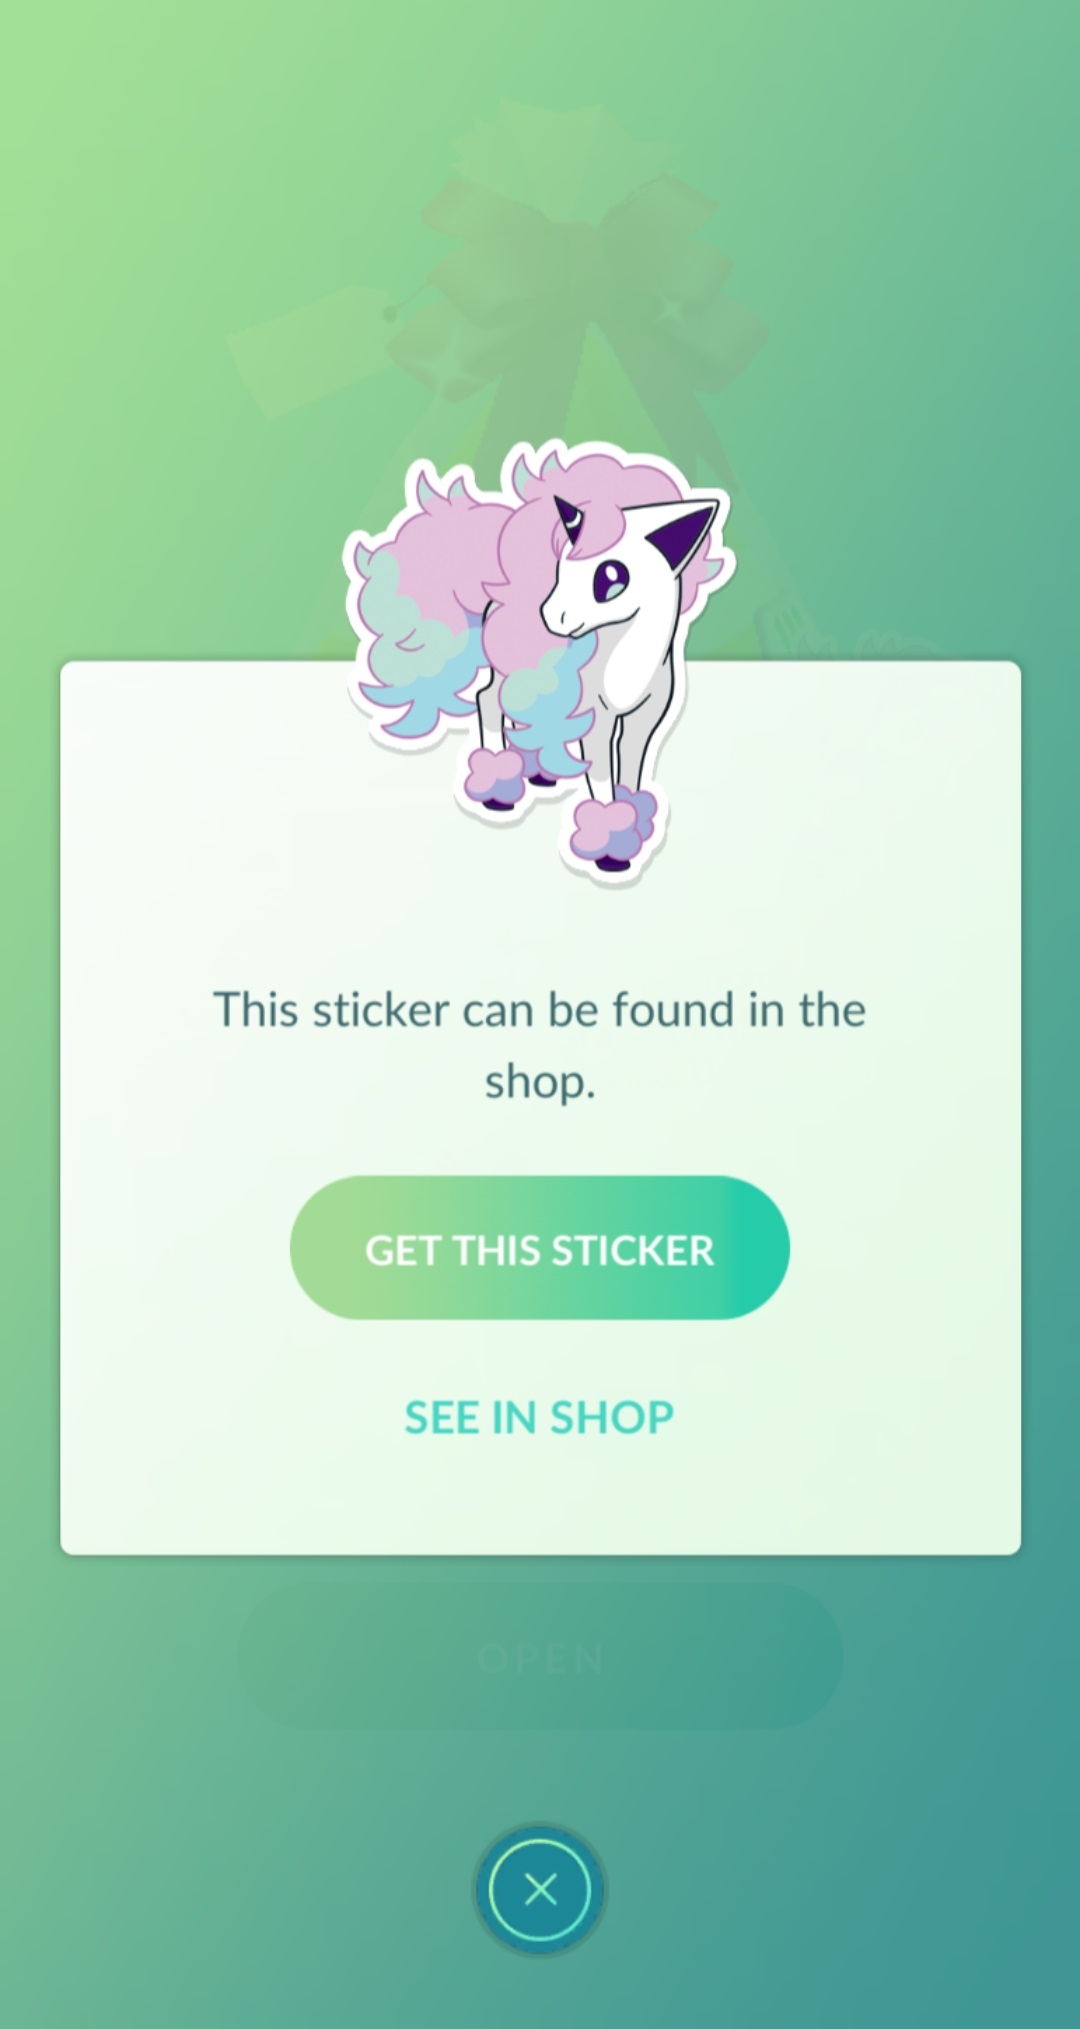 This sticker can be found in the
shop.
GET THIS STICKER
SEE IN SHOP
OPEN